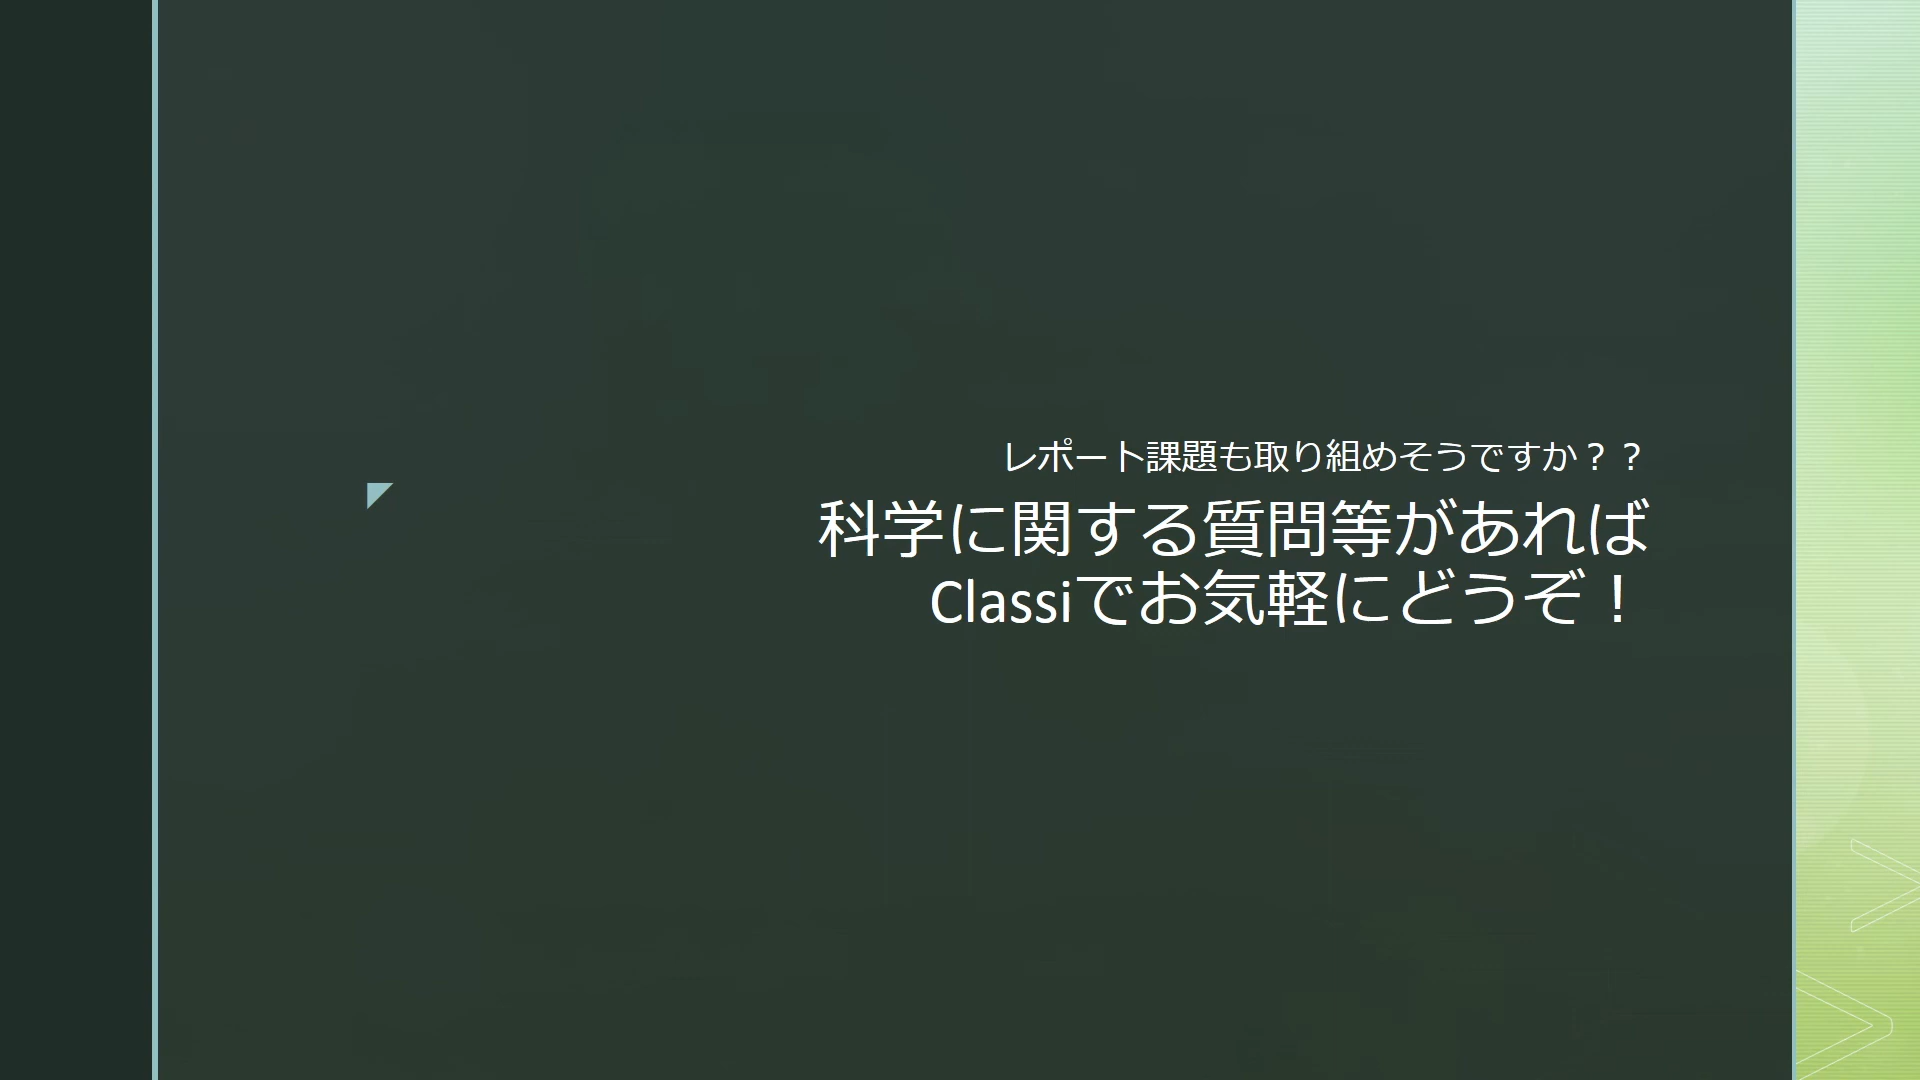 レポート課題も取り組めそうですか？？
科学に関する質問等があれば
Classiでお気軽にどうぞ！